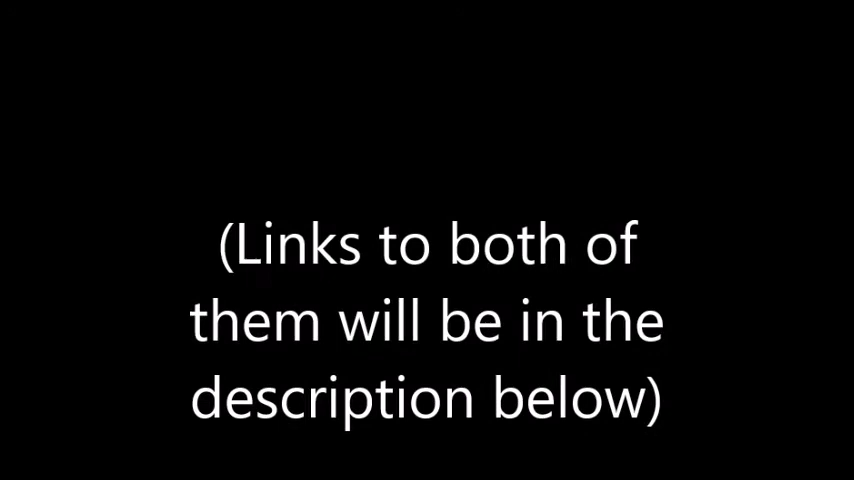 (Links to both of
them will be in the
description below)